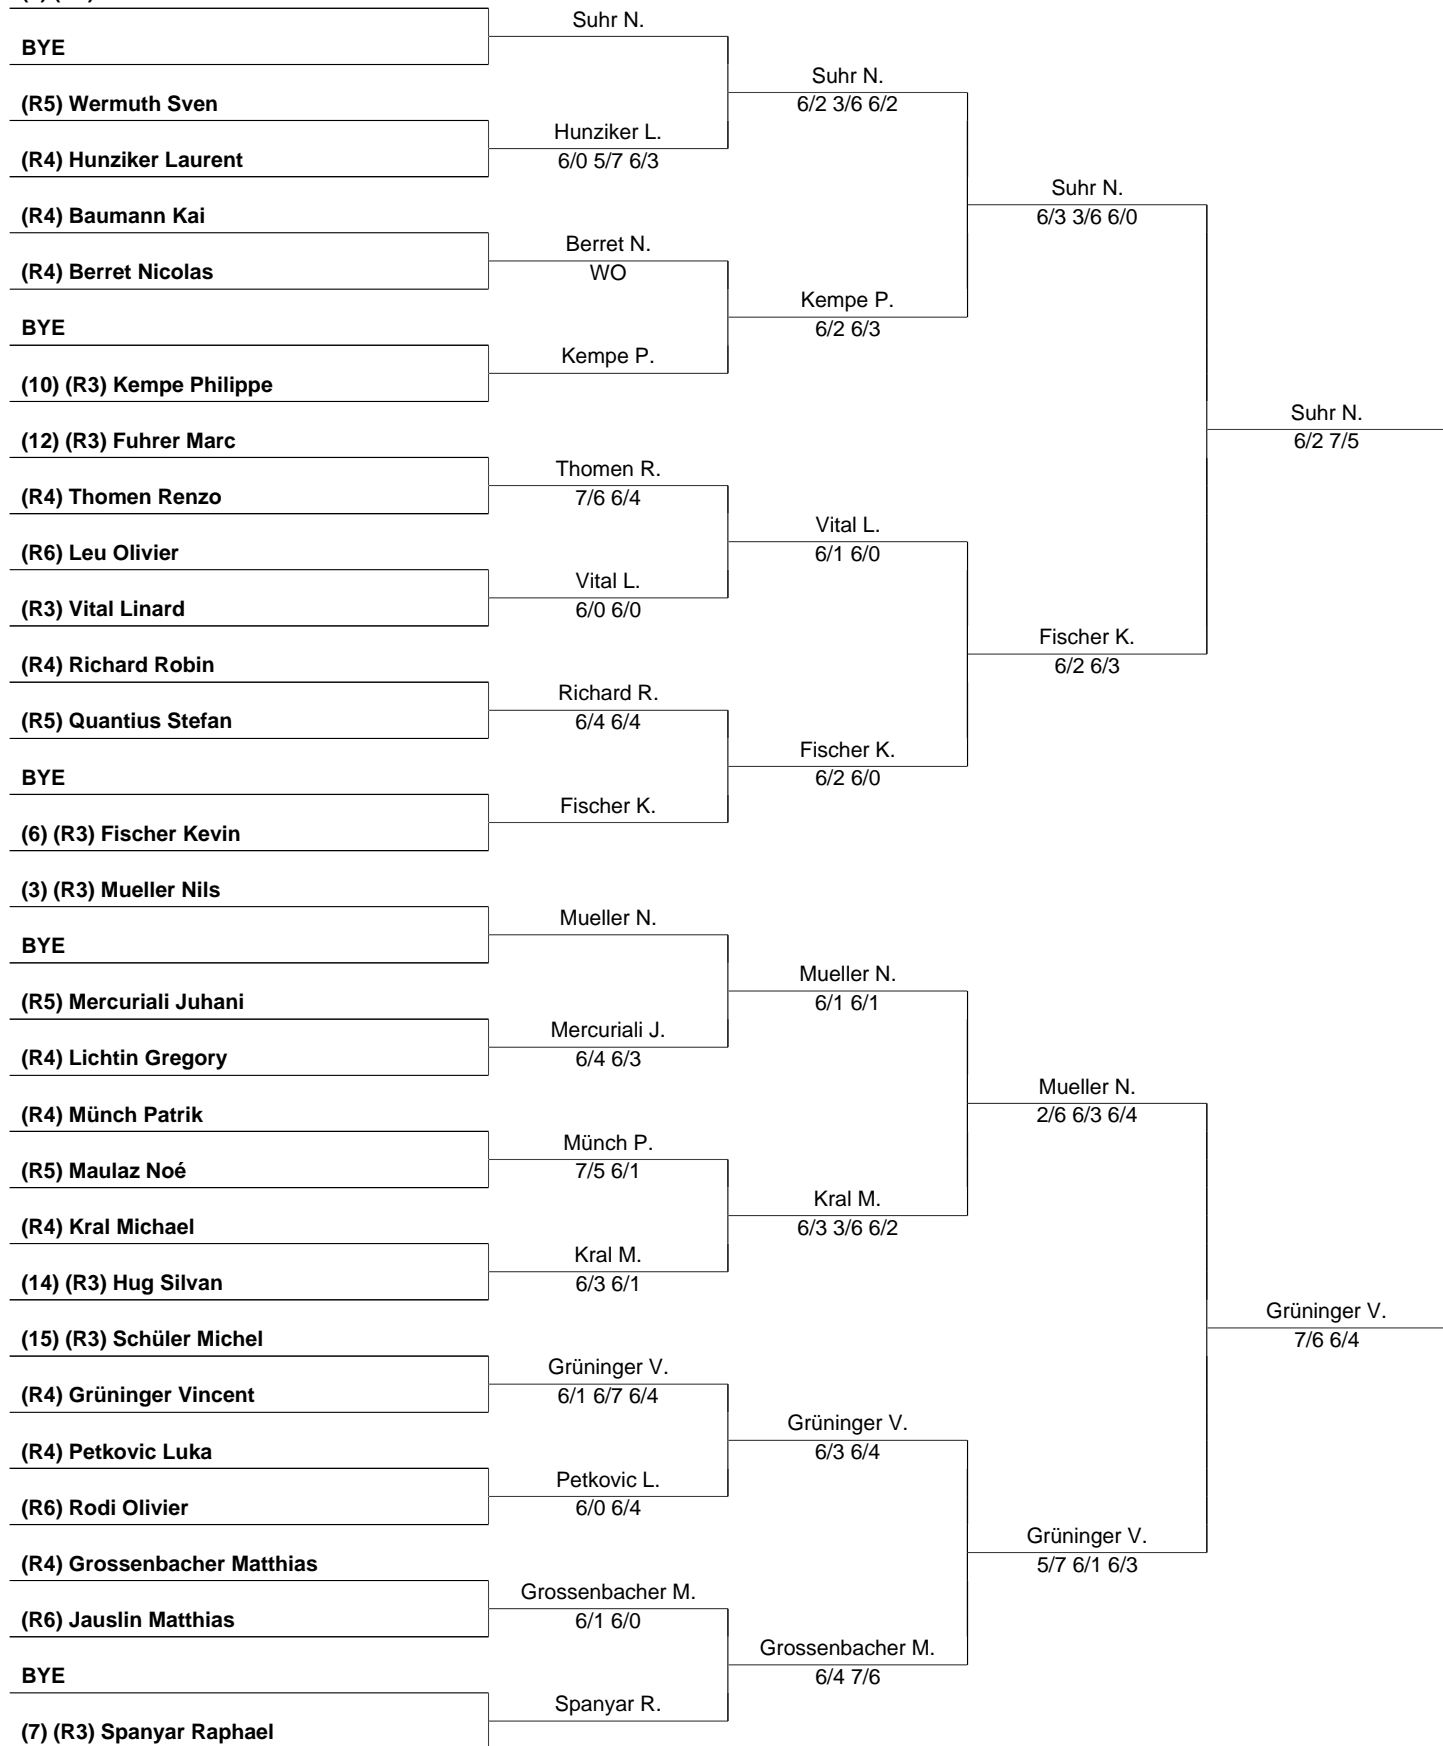 BYE
(R5) Wermuth Sven
(R4) Hunziker Laurent
(R4) Baumann Kai
(R4) Berret Nicolas
BYE
(10) (R3) Kempe Philippe
(12) (R3) Fuhrer Marc
(R4) Thomen Renzo
(R6) Leu Olivier
(R3) Vital Linard
(R4) Richard Robin
(R5) Quantius Stefan
BYE
(6) (R3) Fischer Kevin
(3) (R3) Mueller Nils
BYE
(R5) Mercuriali Juhani
(R4) Lichtin Gregory
(R4) Münch Patrik
(R5) Maulaz Noé
(R4) Kral Michael
(14) (R3) Hug Silvan
(15) (R3) Schüler Michel
(R4) Grüninger Vincent
(R4) Petkovic Luka
(R6) Rodi Olivier
(R4) Grossenbacher Matthias
(R6) Jauslin Matthias
BYE
(7) (R3) Spanyar Raphael
Suhr N.
Hunziker L.
6/0 5/7 6/3
Berret N.
WO
Kempe P.
Thomen R.
7/6 6/4
Vital L.
6/0 6/0
Richard R.
6/4 6/4
Fischer K.
Mueller N.
Mercuriali J.
6/4 6/3
Münch P.
7/5 6/1
Kral M.
6/3 6/1
Grüninger V.
6/1 6/7 6/4
Petkovic L.
6/0 6/4
Grossenbacher M.
6/1 6/0
Spanyar R.
Suhr N.
6/2 3/6 6/2
Kempe P.
6/2 6/3
Vital L.
6/1 6/0
Fischer K.
6/2 6/0
Mueller N.
6/1 6/1
Kral M.
6/3 3/6 6/2
Grüninger V.
6/3 6/4
Grossenbacher M.
6/4 7/6
Suhr N.
6/3 3/6 6/0
Fischer K.
6/2 6/3
Mueller N.
2/6 6/3 6/4
Grüninger V.
5/7 6/1 6/3
Suhr N.
6/2 7/5
Grüninger V.
7/6 6/4